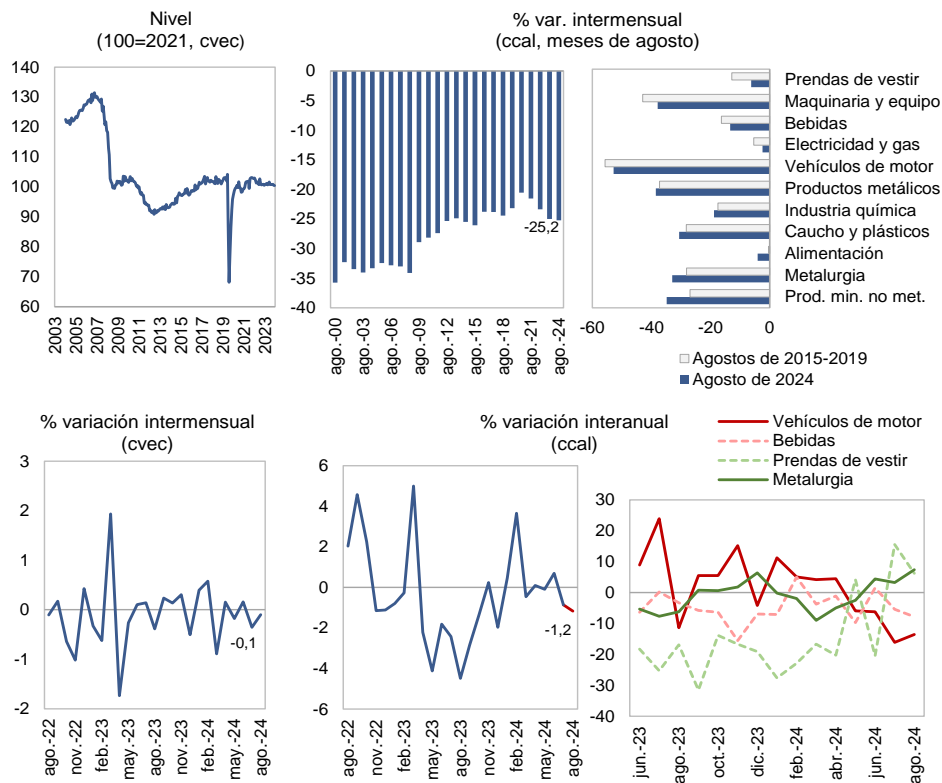 Nivel
(100=2021, cvec)
140
130
120
110
100
90
80
70
60
2003
2005
2007
2009
2011
2013
2015
2017
2019
2021
2023
% var. intermensual
(ccal, meses de agosto)
0
-5
-10
-15
-20
-25
-30
-35
-40
-25,2
ago.-00
ago.-03
ago.-06
ago.-09
ago.-12
ago.-15
ago.-18
ago.-21
ago.-24
Prendas de vestir
Maquinaria y equipo
Bebidas
Electricidad y gas
Vehículos de motor
Productos metálicos
Industria química
Caucho y plásticos
Alimentación
Metalurgia
Prod. min. no met.
-60
-40
-20
0
Agostos de 2015-2019
Agosto de 2024
% variación intermensual
(cvec)
3
2
1
0
-1
-2
-0,1
ago.-22
nov.-22
feb.-23
may.-23
ago.-23
nov.-23
feb.-24
may.-24
ago.-24
% variación interanual
(ccal)
6
4
2
0
-2
-4
-6
-1,2
ago.-22
nov.-22
feb.-23
may.-23
ago.-23
nov.-23
feb.-24
may.-24
ago.-24
Vehículos de motor
Bebidas
Prendas de vestir
Metalurgia
30
20
10
0
-10
-20
-30
-40
jun.-23
ago.-23
oct.-23
dic.-23
feb.-24
abr.-24
jun.-24
ago.-24